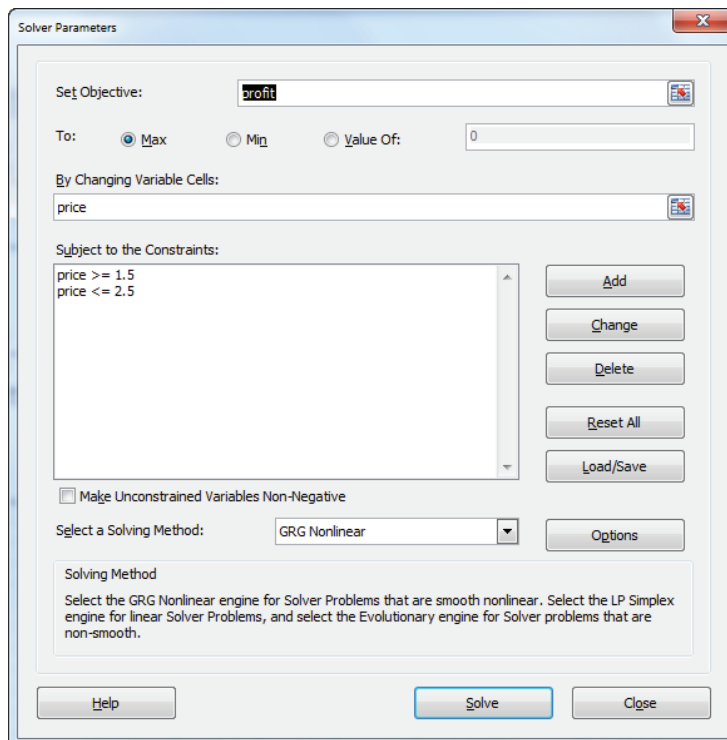 Solver Parameters
Set Objective:
profit
To:
Max
Min
Value Of:
0
By Changing Variable Cells:
price
Subject to the Constraints:
price >= 1.5
price <= 2.5
Add
Change
Delete
Reset All
Load/Save
Make Unconstrained Variables Non-Negative
Select a Solving Method:
GRG Nonlinear
Options
Solving Method
Select the GRG Nonlinear engine for Solver Problems that are smooth nonlinear. Select the LP Simplex
engine for linear Solver Problems, and select the Evolutionary engine for Solver problems that are
non-smooth.
Help
Solve
Close